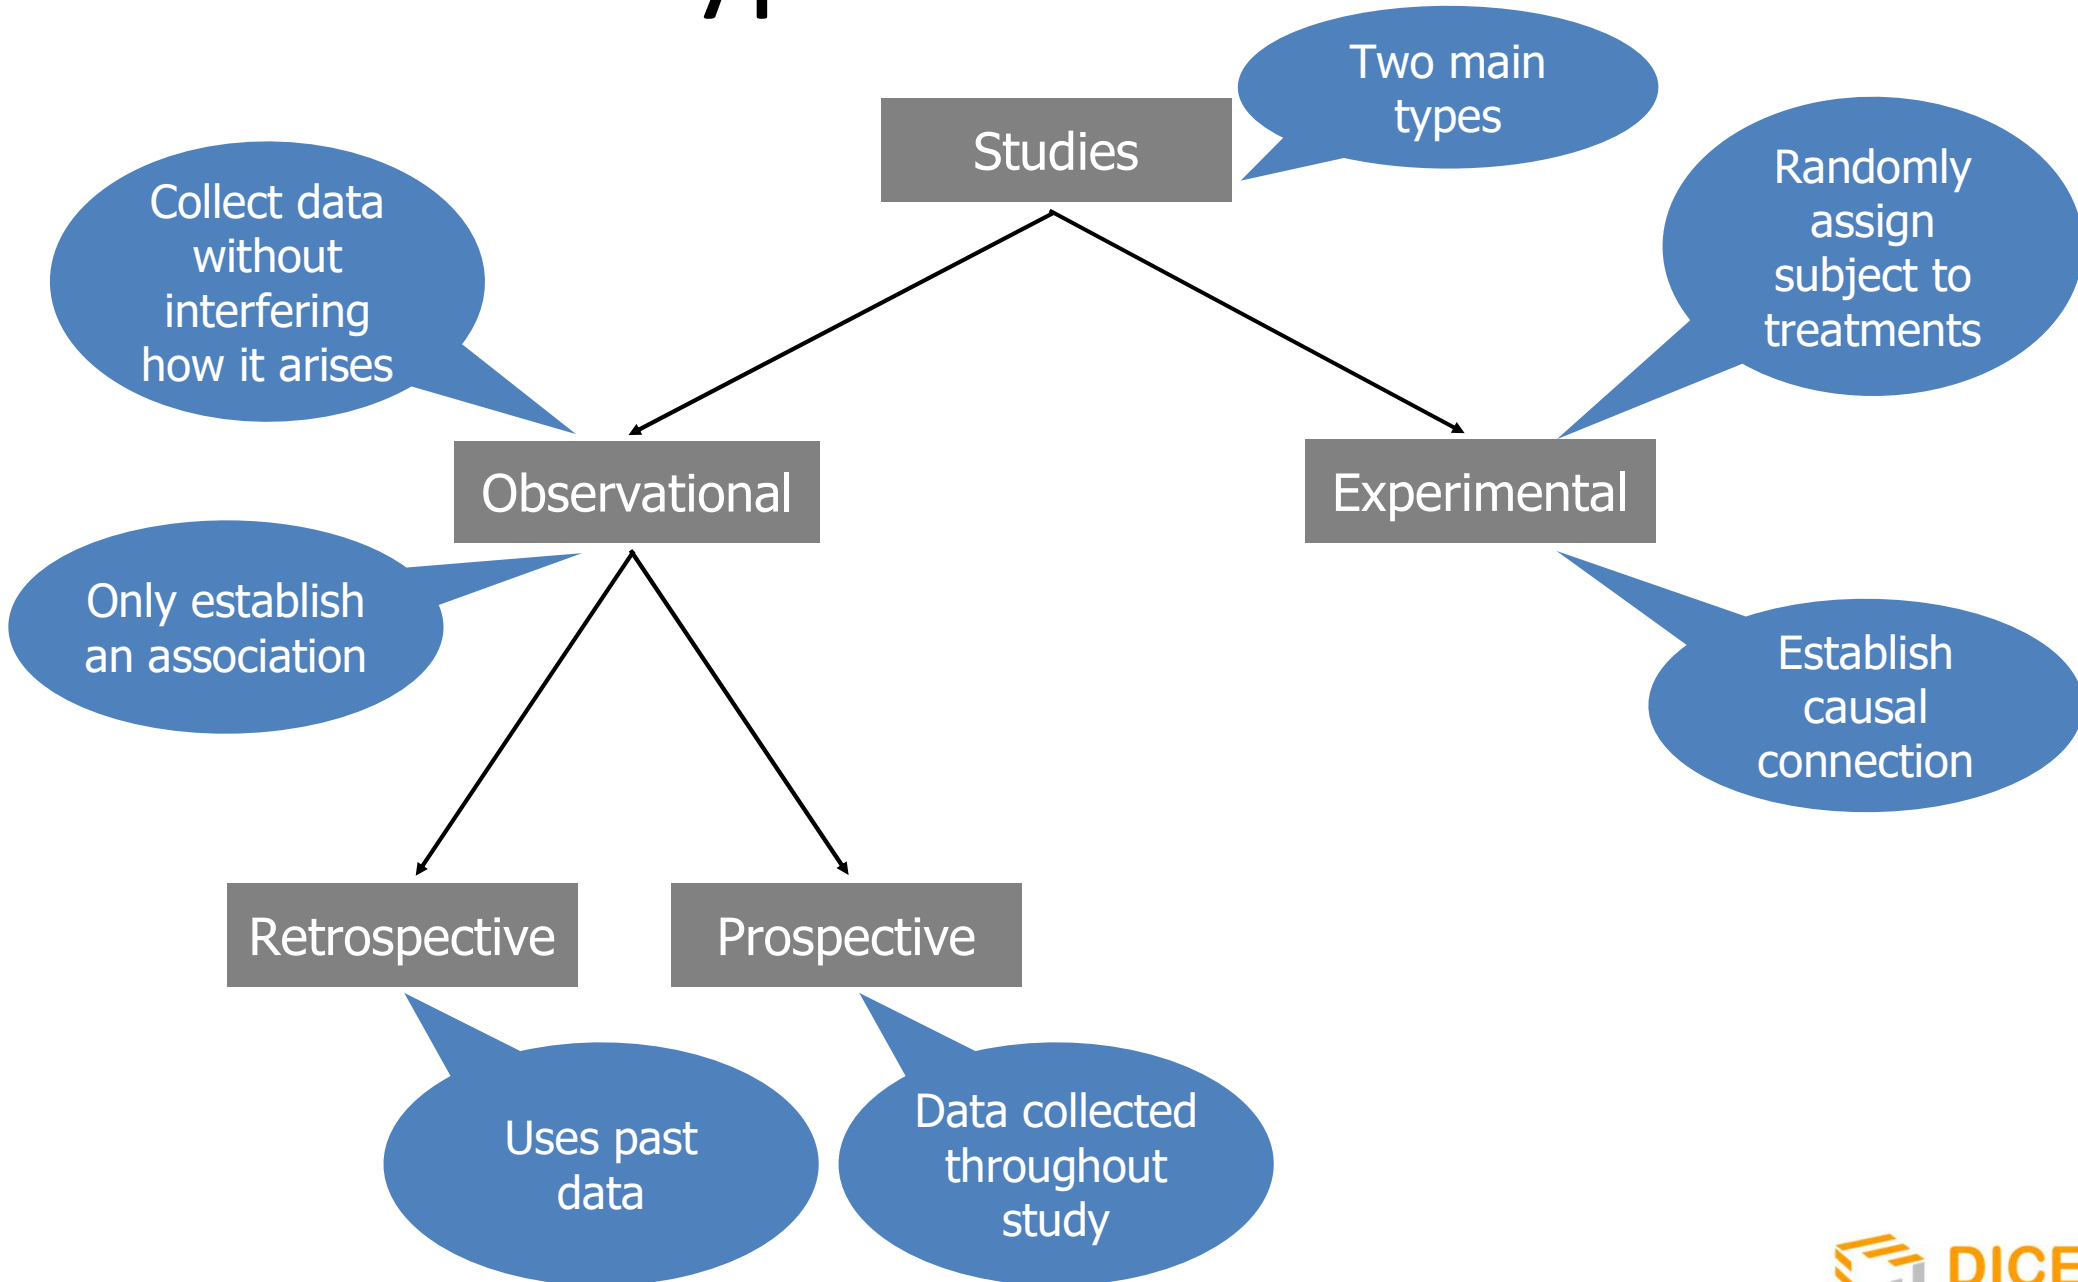 Two main
types
Studies
Collect data
without
interfering
how it arises
Randomly
assign
subject to
treatments
Observational
Experimental
Only establish
an association
Establish
causal
connection
Retrospective
Prospective
Uses past
data
Data collected
throughout
study
DICE